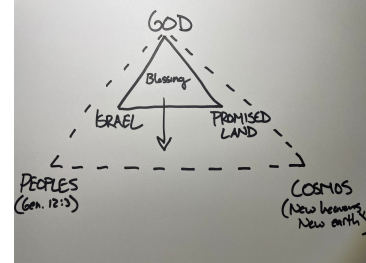 GOD
Blessing
ISRAEL
PROMISED
LAND
PEOPLES
(Gen. 12:3)
COSMOS
(New heavens,
New earth)